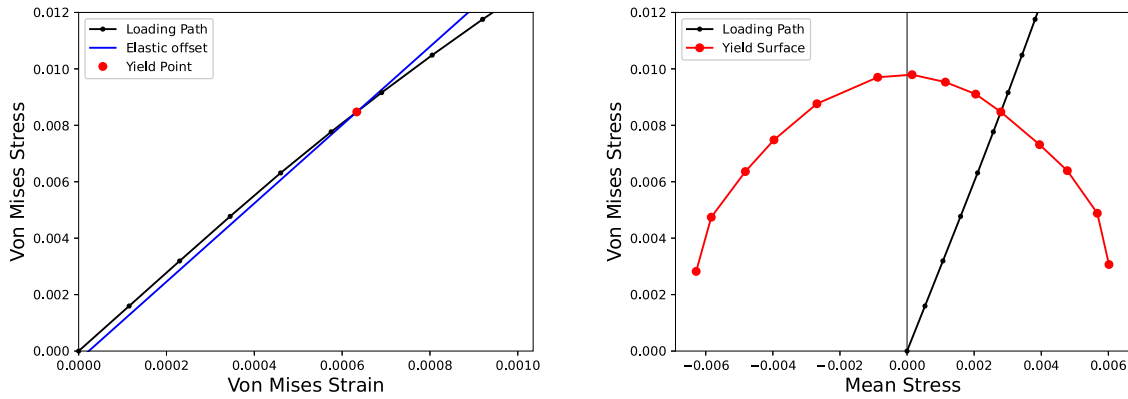 0.012
0.010
0.008
0.006
0.004
0.002
0.000
Von Mises Stress
Loading Path
Elastic offset
Yield Point
0.0000 0.0002 0.0004 0.0006 0.0008 0.0010
Von Mises Strain
0.012
0.010
0.008
0.006
0.004
0.002
0.000
Von Mises Stress
Loading Path
Yield Surface
−0.006 −0.004 −0.002 0.000 0.002 0.004 0.006
Mean Stress